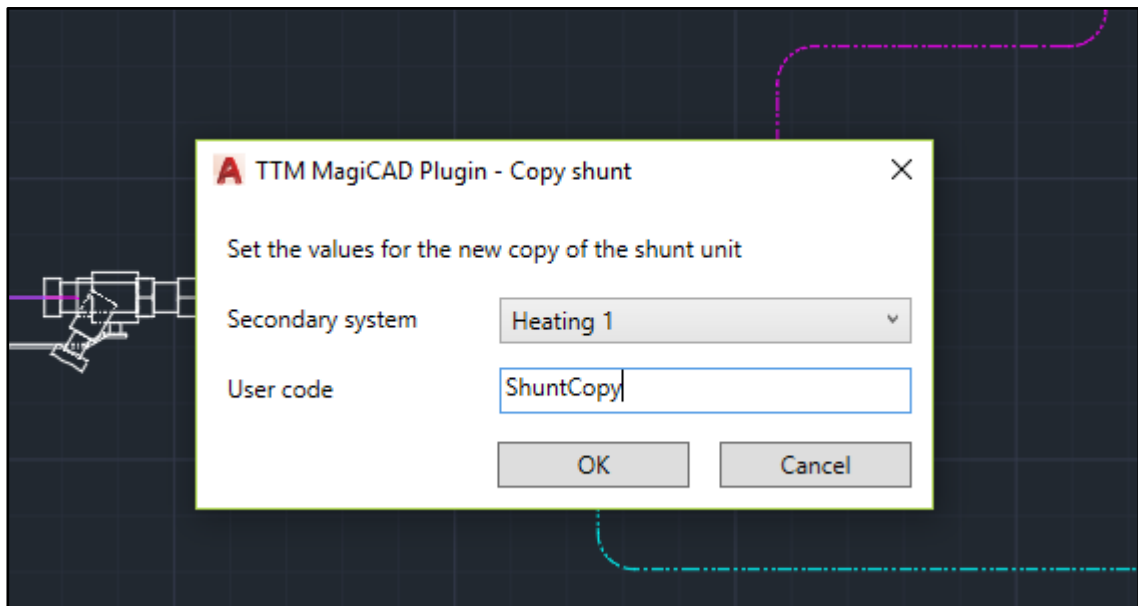 TTM MagiCAD Plugin - Copy shunt
Set the values for the new copy of the shunt unit
Secondary system Heating 1
User code ShuntCopy
OK Cancel